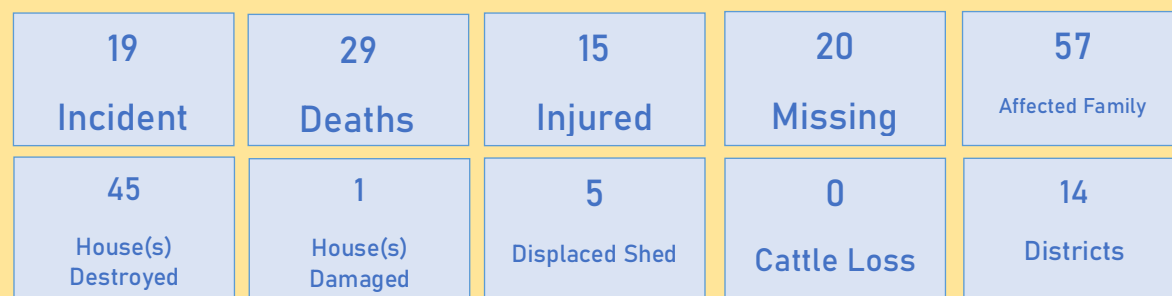 19
Incident
29
Deaths
15
Injured
20
Missing
57
Affected Family
45
House(s)
Destroyed
1
House(s)
Damaged
5
Displaced Shed
0
Cattle Loss
14
Districts